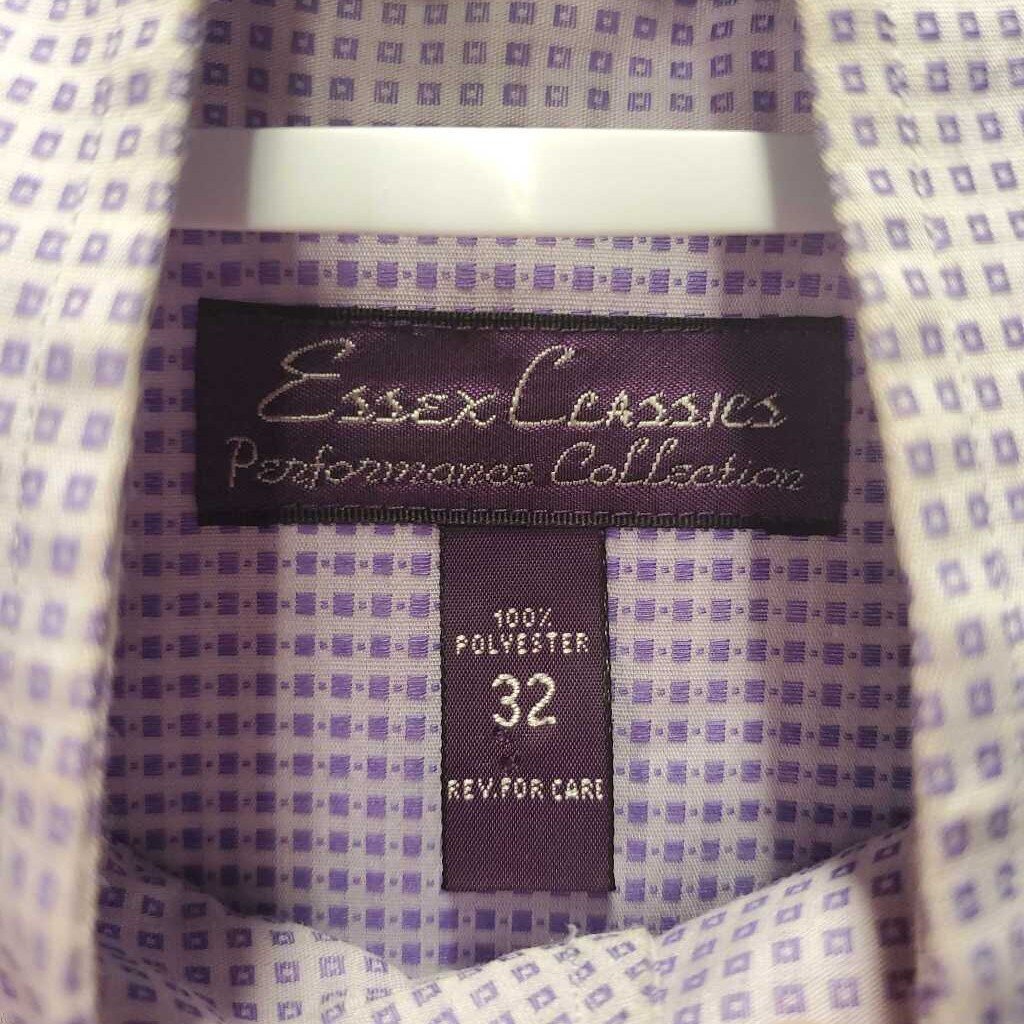 Essex Classics
Performance Collection
100%
POLYESTER
32
REV. FOR CARE